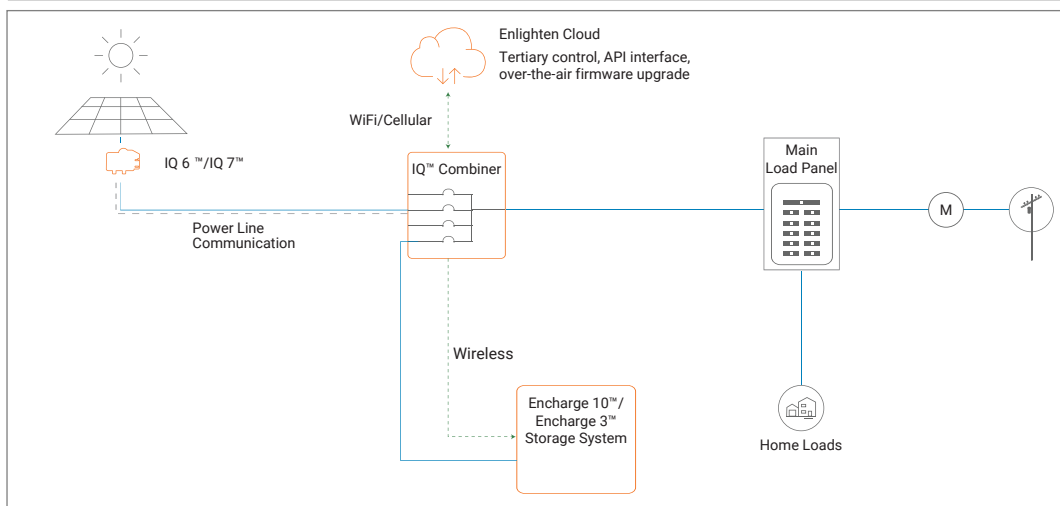 Enlighten Cloud
Tertiary control, API interface,
over-the-air firmware upgrade
WiFi/Cellular
IQ 6 ™/IQ 7™
IQ™ Combiner
Main
Load Panel
M
Power Line
Communication
Wireless
Encharge 10™/
Encharge 3™
Storage System
Home Loads